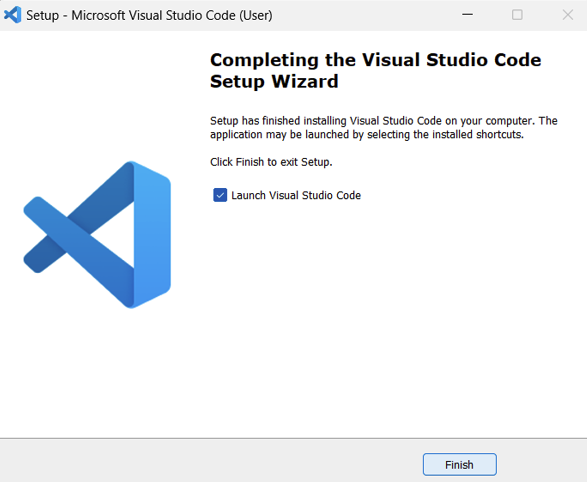 Setup - Microsoft Visual Studio Code (User)
Completing the Visual Studio Code
Setup Wizard
Setup has finished installing Visual Studio Code on your computer. The
application may be launched by selecting the installed shortcuts.
Click Finish to exit Setup.
Launch Visual Studio Code
Finish